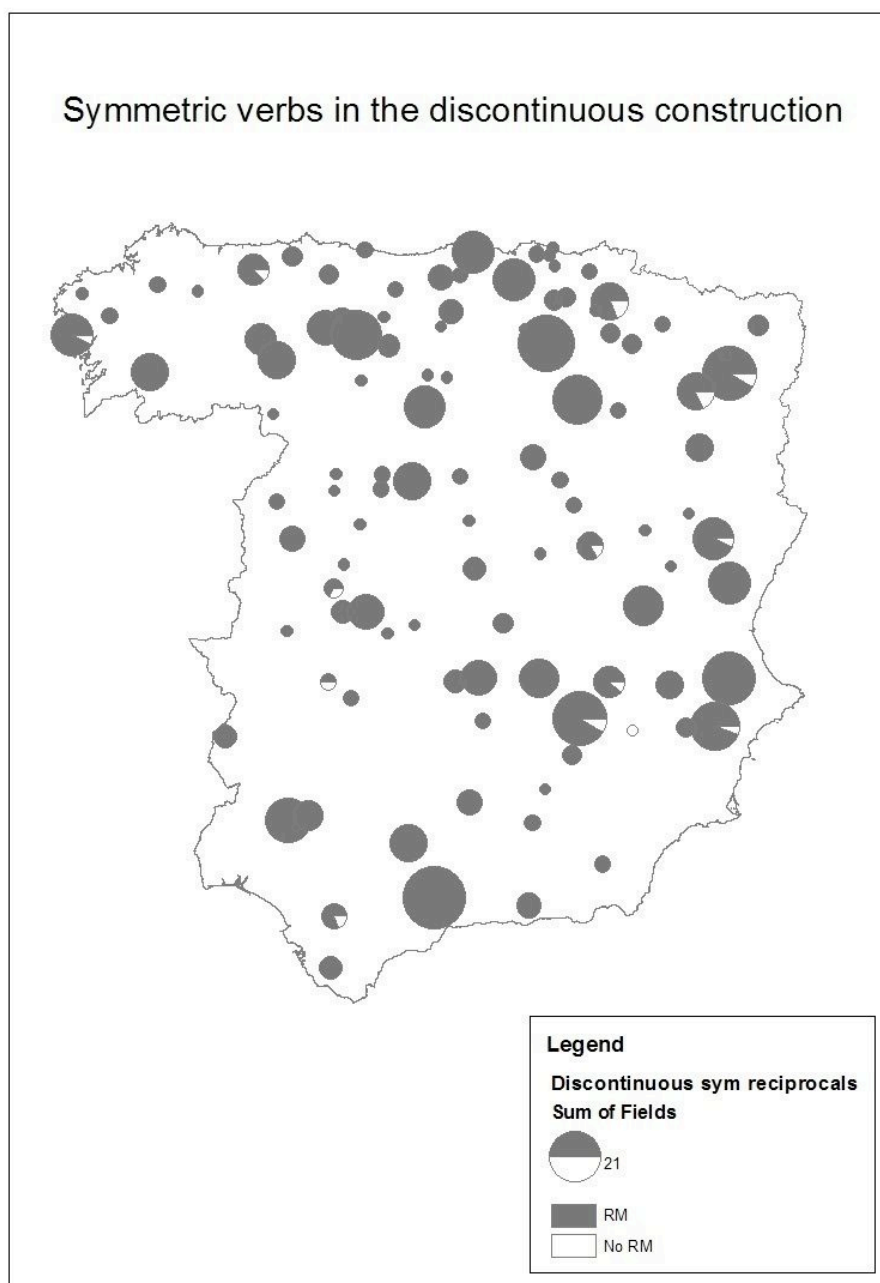 Symmetric verbs in the discontinuous construction
Legend
Discontinuous sym reciprocals
Sum of Fields
21
RM
No RM